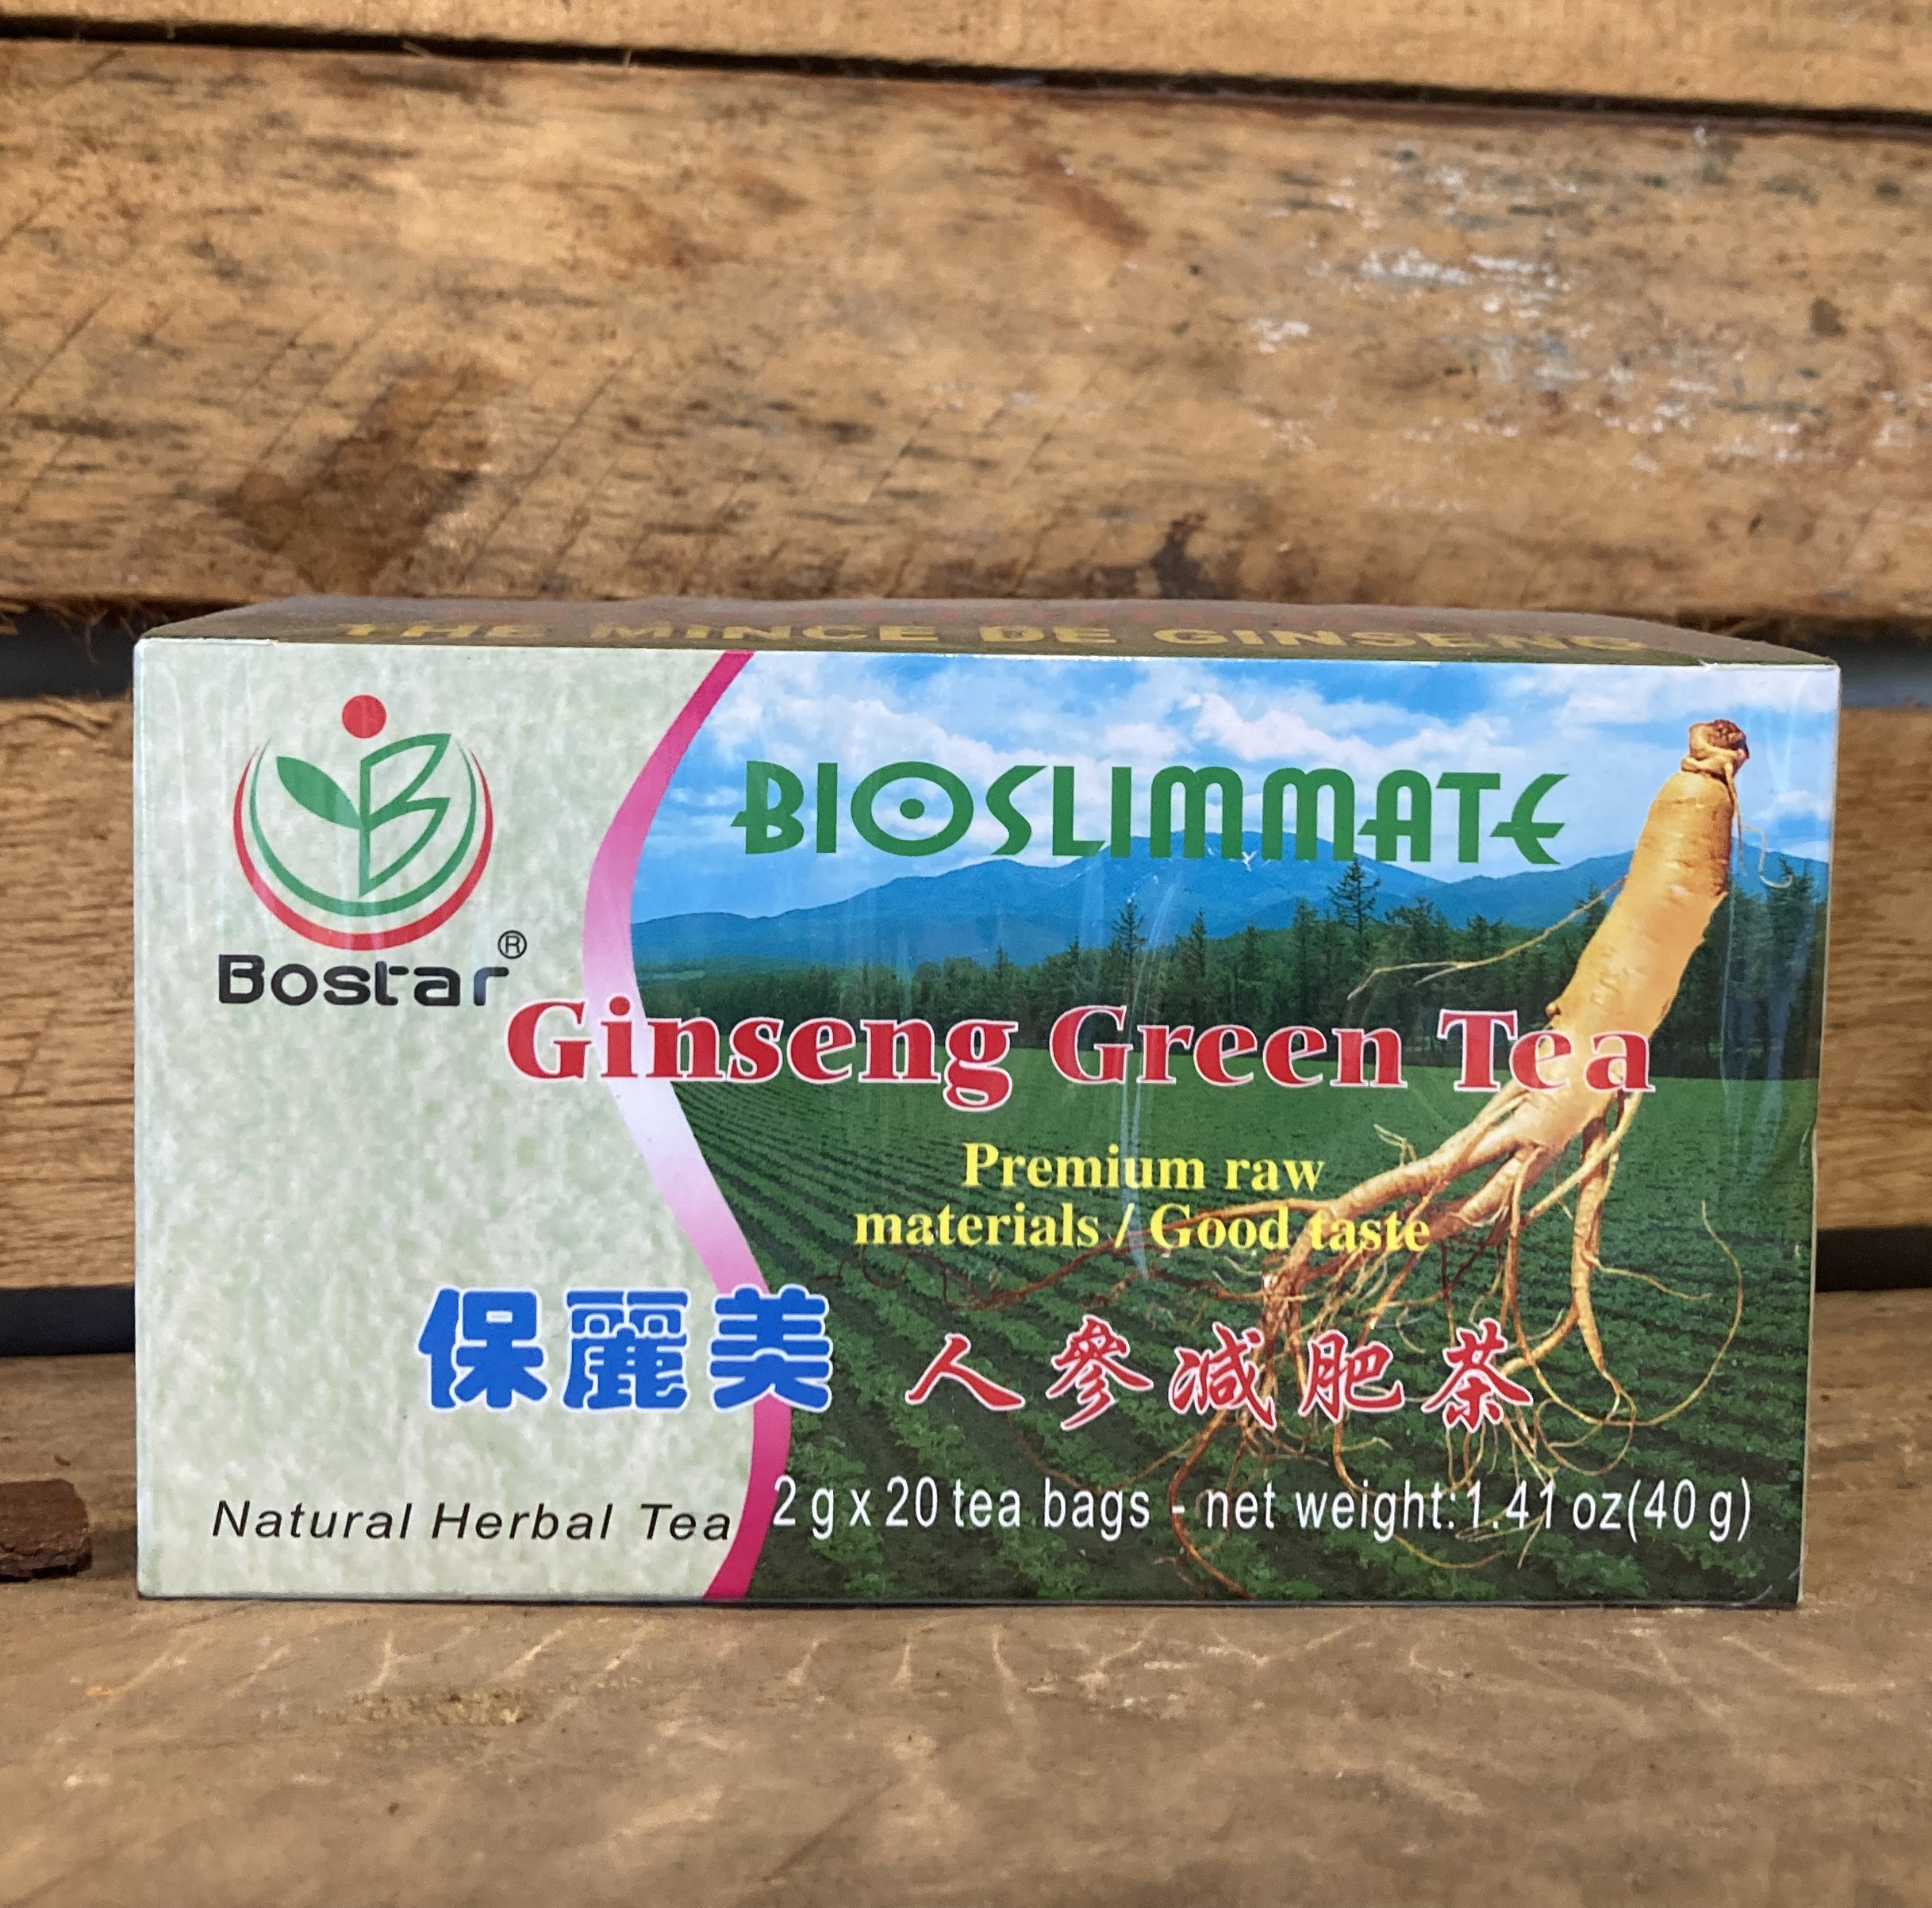 THE MINCE DE GINSENG
BIOSLIMMATE
Bostar®
Ginseng Green Tea
Premium raw
materials / Good taste
保麗美
人參減肥茶
Natural Herbal Tea
2 g x 20 tea bags - net weight:1.41 oz(40 g)